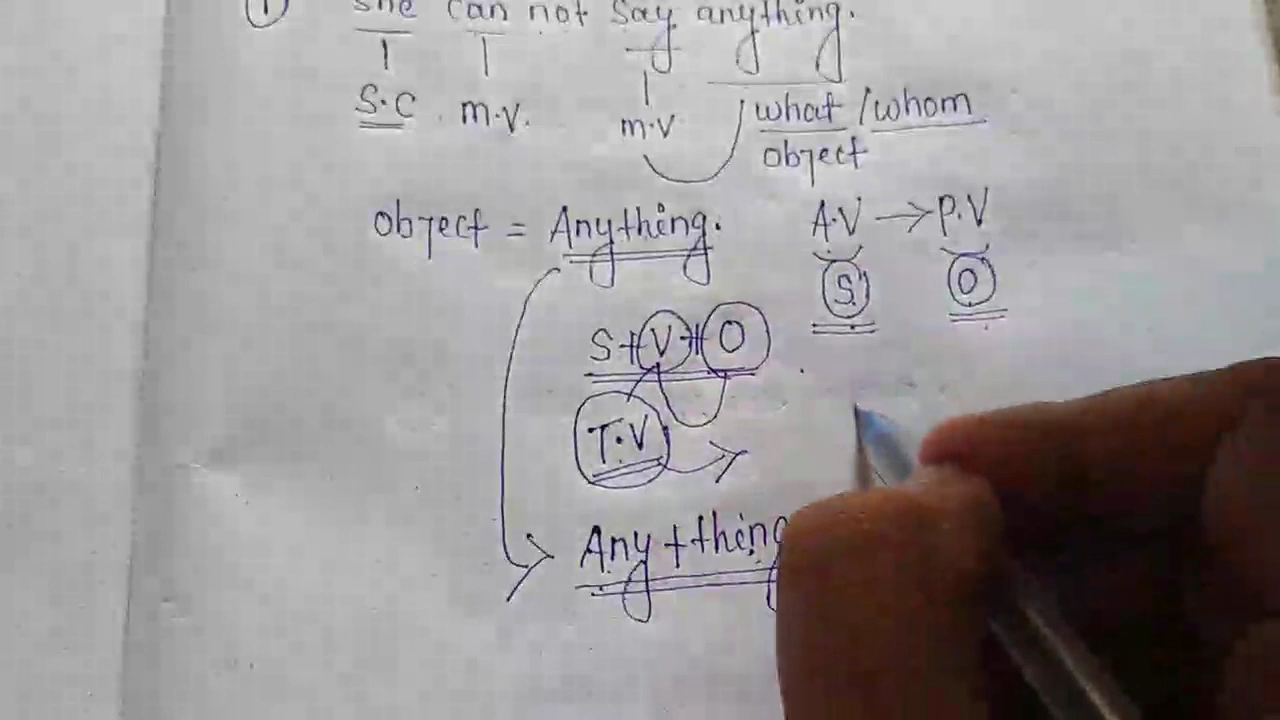 1 she can not say anything.
S.C m.v. m.v what/whom
object
object = Anything. A.V → P.V
S O
S+V+O
T.V →
Any+thing